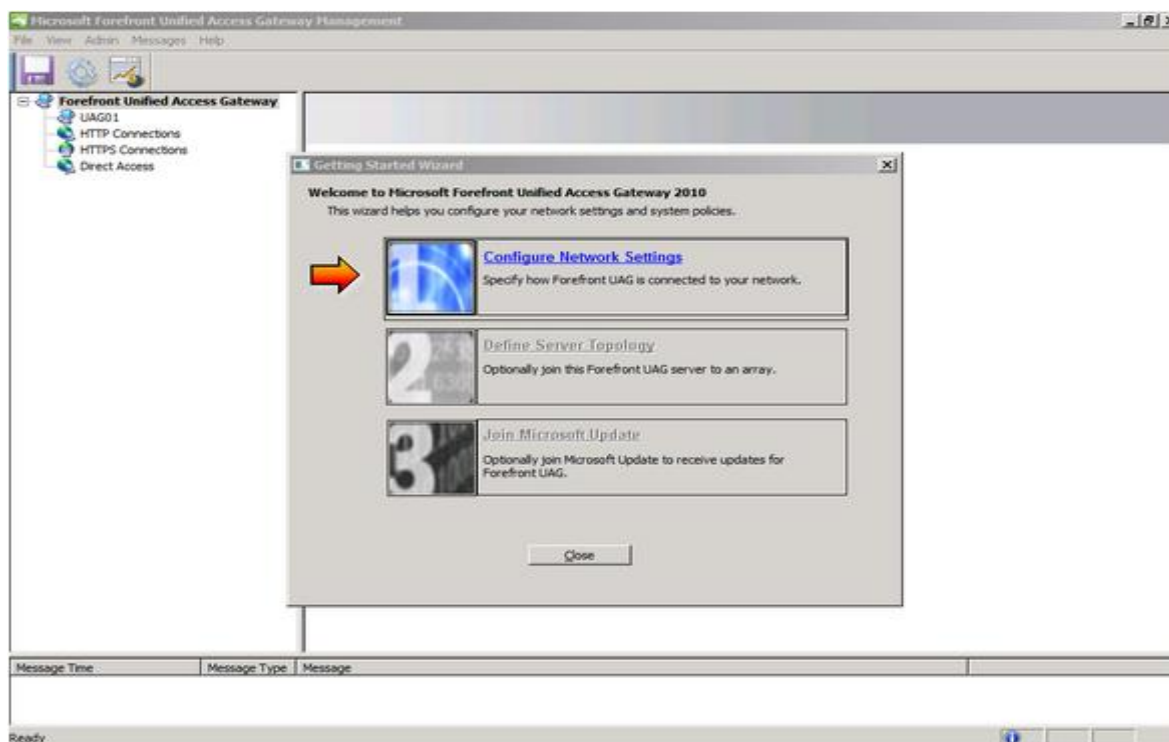 Microsoft Forefront Unified Access Gateway Management
File View Admin Messages Help
Forefront Unified Access Gateway
UAG01
HTTP Connections
HTTPS Connections
Direct Access
Getting Started Wizard
Welcome to Microsoft Forefront Unified Access Gateway 2010
This wizard helps you configure your network settings and system policies.
1
Configure Network Settings
Specify how Forefront UAG is connected to your network.
2
Define Server Topology
Optionally join this Forefront UAG server to an array.
3
Join Microsoft Update
Optionally join Microsoft Update to receive updates for
Forefront UAG.
Close
Message Time Message Type Message
Ready